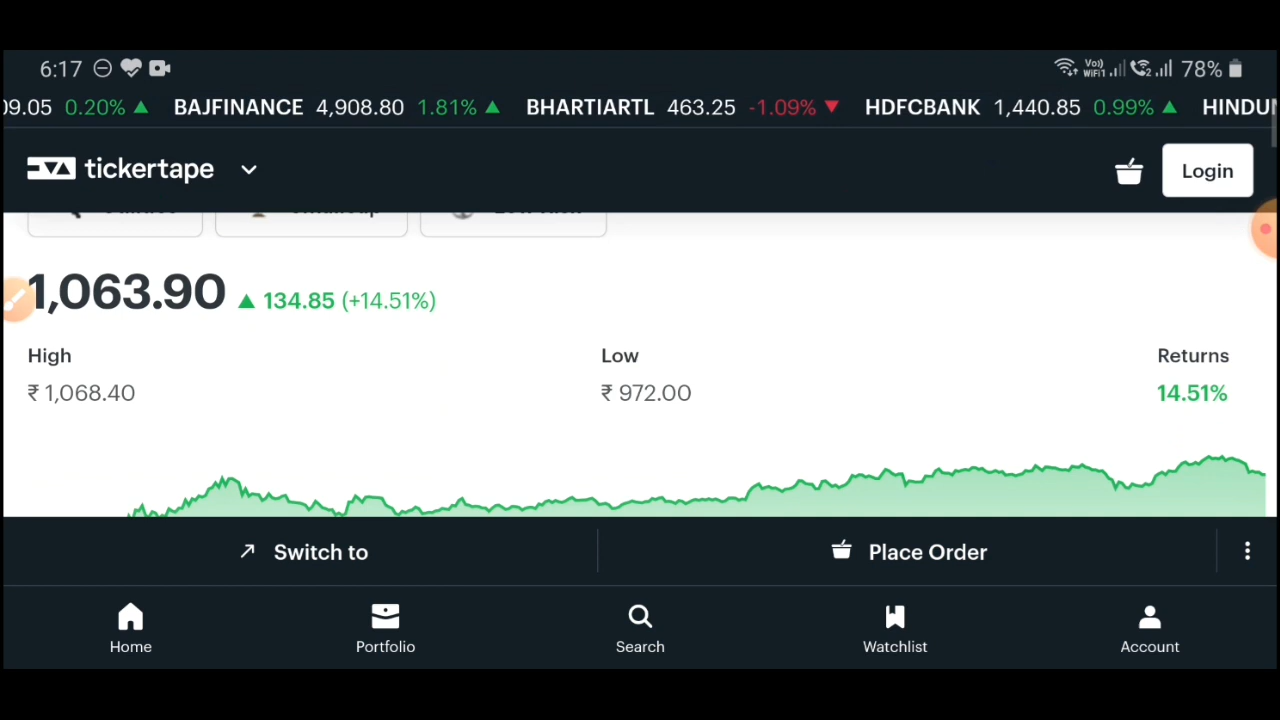 6:17 Vo) WiFi1 2 78%
09.05 0.20% ▲ BAJFINANCE 4,908.80 1.81% ▲ BHARTIARTL 463.25 -1.09% ▼ HDFCBANK 1,440.85 0.99% ▲ HINDU
tickertape
Login
1,063.90 ▲ 134.85 (+14.51%)
High Low Returns
₹ 1,068.40 ₹ 972.00 14.51%
Switch to Place Order
Home Portfolio Search Watchlist Account